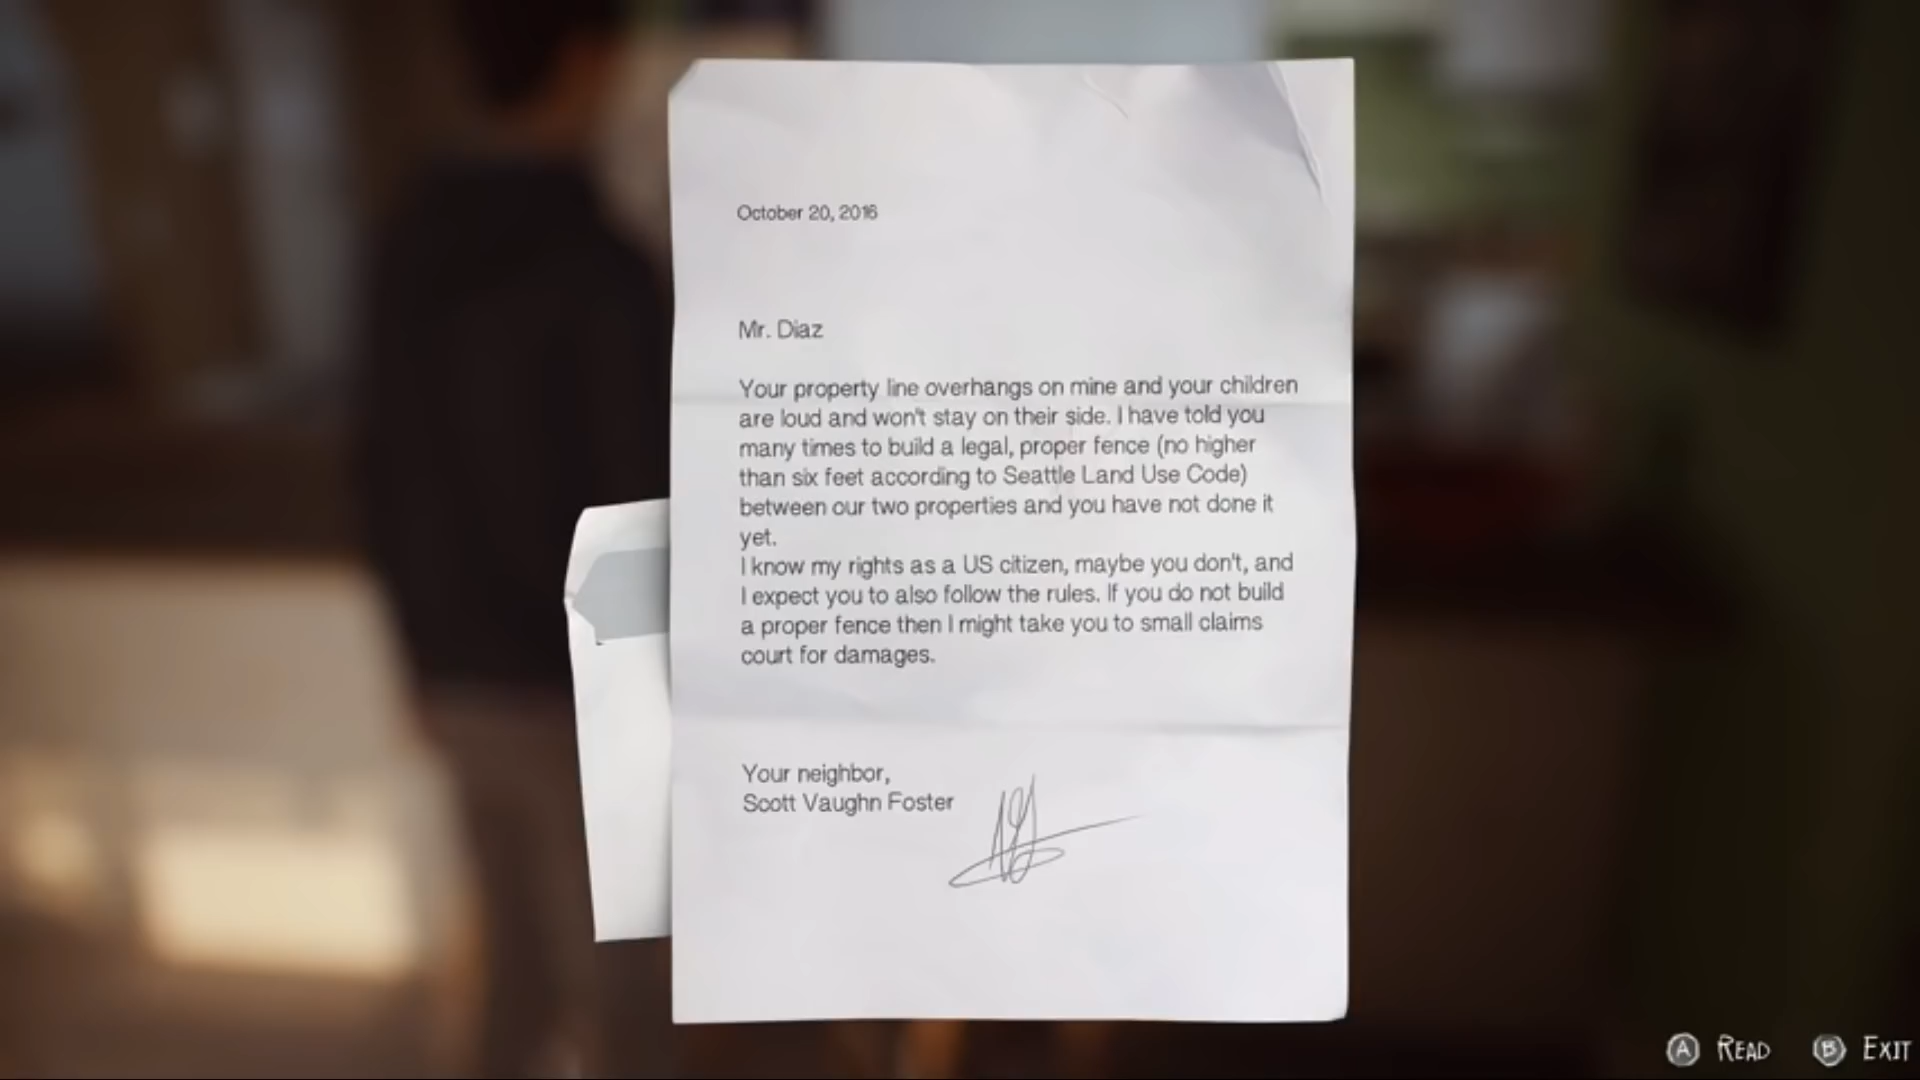 October 20, 2016
Mr. Diaz
Your property line overhangs on mine and your children
are loud and won't stay on their side. I have told you
many times to build a legal, proper fence (no higher
than six feet according to Seattle Land Use Code)
between our two properties and you have not done it
yet.
I know my rights as a US citizen, maybe you don't, and
I expect you to also follow the rules. If you do not build
a proper fence then I might take you to small claims
court for damages.
Your neighbor,
Scott Vaughn Foster
A READ B EXIT